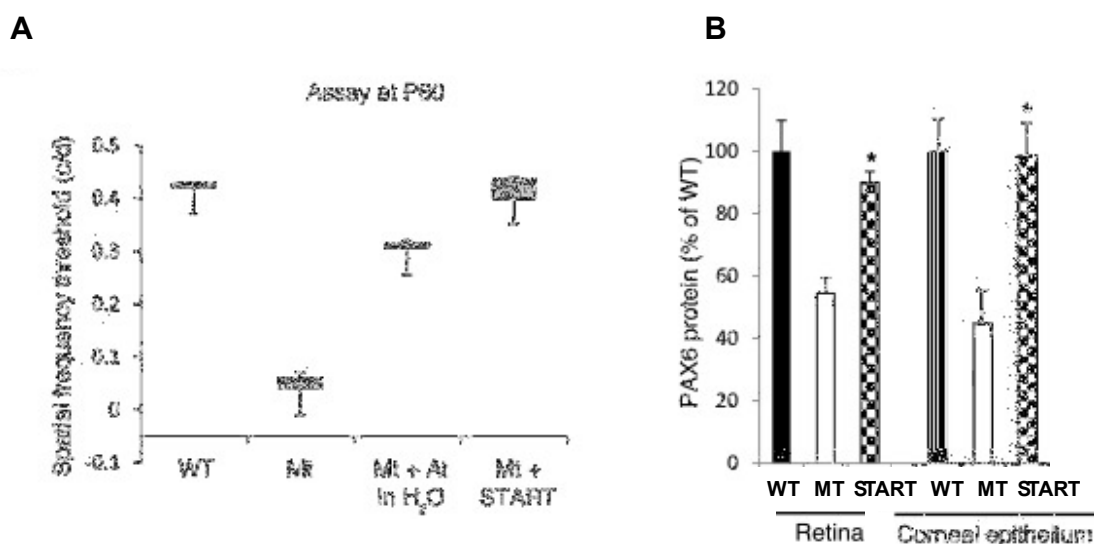 A
Assay at P60
Spatial frequency threshold (c/d)
0.5
0.4
0.3
0.2
0.1
0
-0.1
WT
Mt
Mt + At
in H2O
Mt +
START
B
PAX6 protein (% of WT)
120
100
80
60
40
20
0
*
*
WT MT START WT MT START
Retina
Corneal epithelium